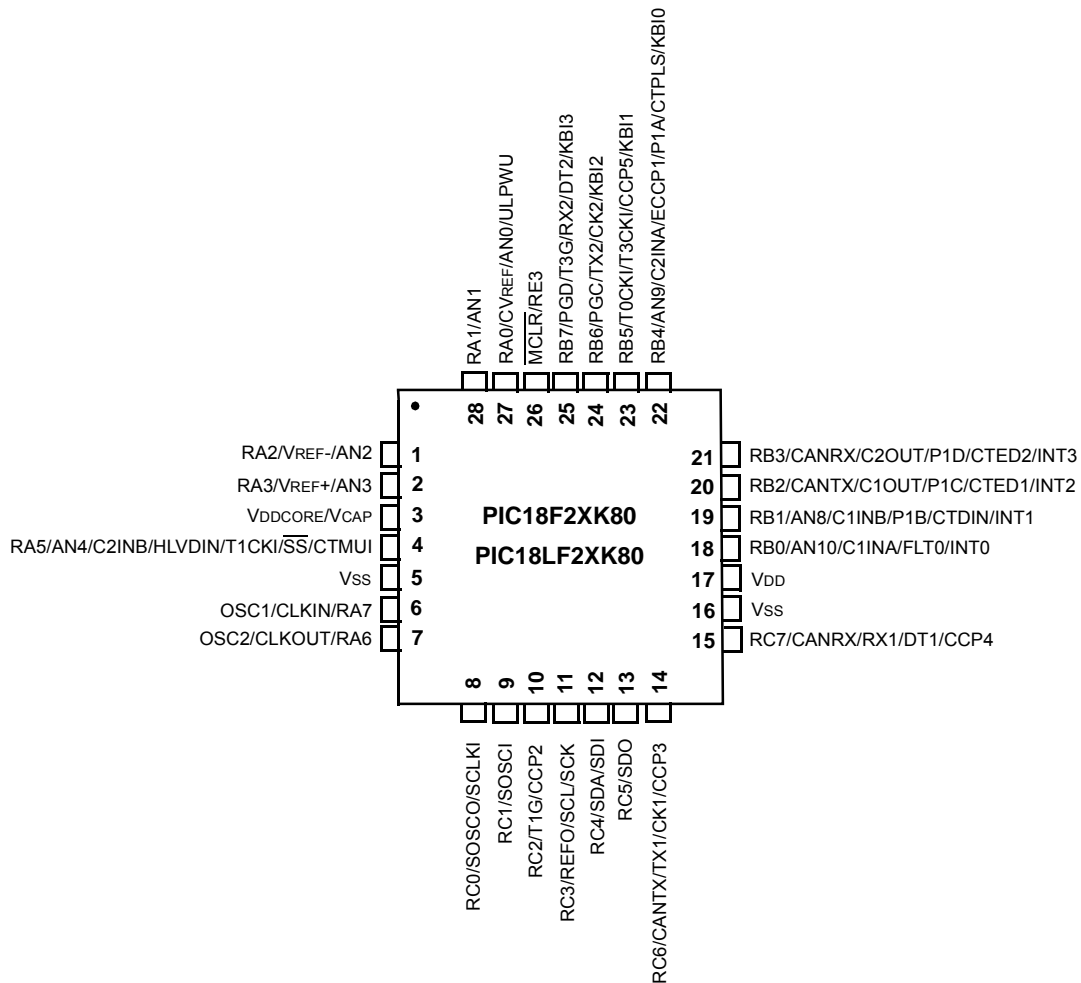 RA1/AN1
RA0/CVREF/AN0/ULPWU
MCLR/RE3
RB7/PGD/T3G/RX2/DT2/KBI3
RB6/PGC/TX2/CK2/KBI2
RB5/T0CKI/T3CKI/CCP5/KBI1
RB4/AN9/C2INA/ECCP1/P1A/CTPLS/KBI0
28
27
26
25
24
23
22
RA2/VREF-/AN2
1
RA3/VREF+/AN3
2
VDDCORE/VCAP
3
RA5/AN4/C2INB/HLVDIN/T1CKI/SS/CTMUI
4
VSS
5
OSC1/CLKIN/RA7
6
OSC2/CLKOUT/RA6
7
PIC18F2XK80
PIC18LF2XK80
21
RB3/CANRX/C2OUT/P1D/CTED2/INT3
20
RB2/CANTX/C1OUT/P1C/CTED1/INT2
19
RB1/AN8/C1INB/P1B/CTDIN/INT1
18
RB0/AN10/C1INA/FLT0/INT0
17
VDD
16
VSS
15
RC7/CANRX/RX1/DT1/CCP4
8
9
10
11
12
13
14
RC0/SOSCO/SCLKI
RC1/SOSCI
RC2/T1G/CCP2
RC3/REFO/SCL/SCK
RC4/SDA/SDI
RC5/SDO
RC6/CANTX/TX1/CK1/CCP3